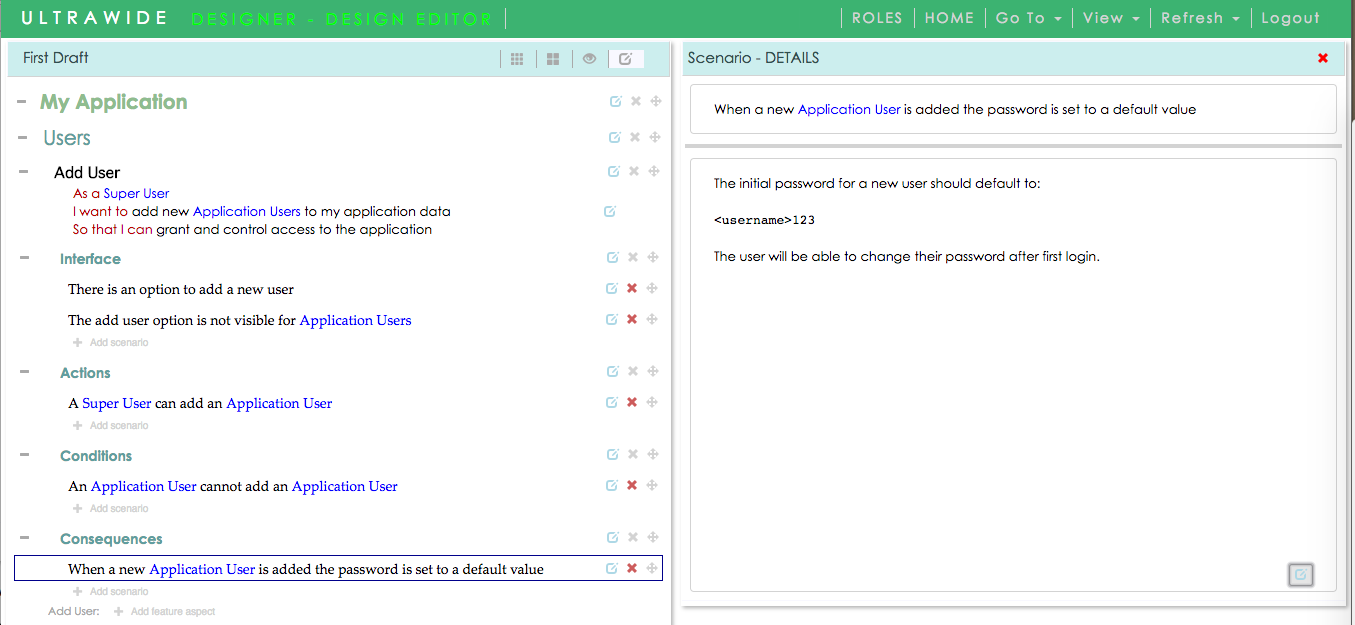 ULTRAWIDE DESIGNER - DESIGN EDITOR ROLES HOME Go To View Refresh Logout
First Draft
My Application
Users
Add User
As a Super User
I want to add new Application Users to my application data
So that I can grant and control access to the application
Interface
There is an option to add a new user
The add user option is not visible for Application Users
Add scenario
Actions
A Super User can add an Application User
Add scenario
Conditions
An Application User cannot add an Application User
Add scenario
Consequences
When a new Application User is added the password is set to a default value
Add scenario
Add User: Add feature aspect
Scenario - DETAILS
When a new Application User is added the password is set to a default value
The initial password for a new user should default to:
<username>123
The user will be able to change their password after first login.